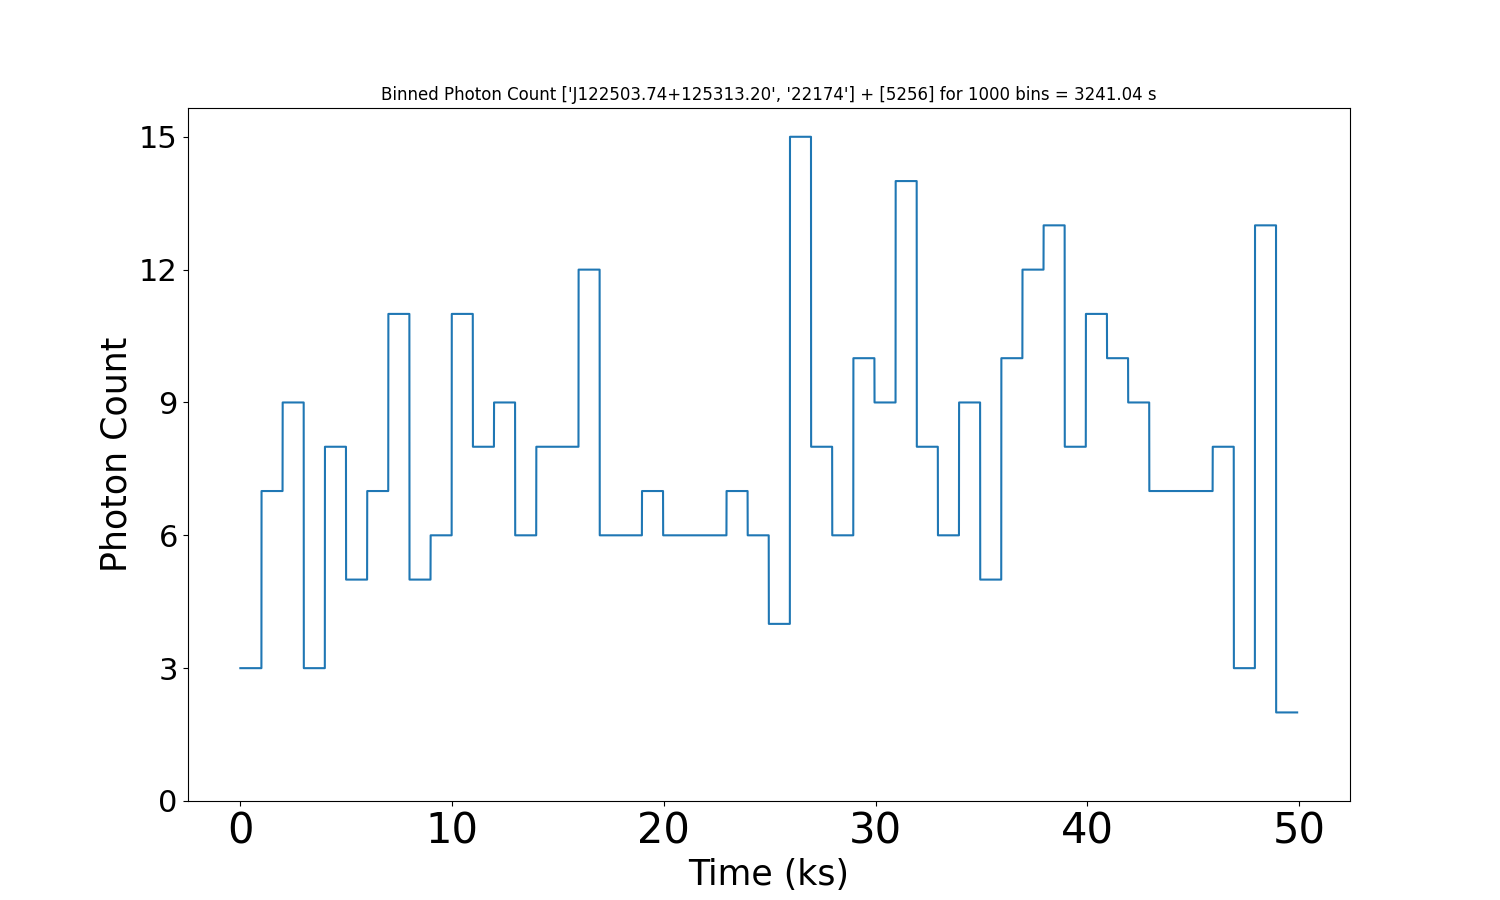 Binned Photon Count ['J122503.74+125313.20', '22174'] + [5256] for 1000 bins = 3241.04 s
15
12
9
6
3
0
Photon Count
0 10 20 30 40 50
Time (ks)